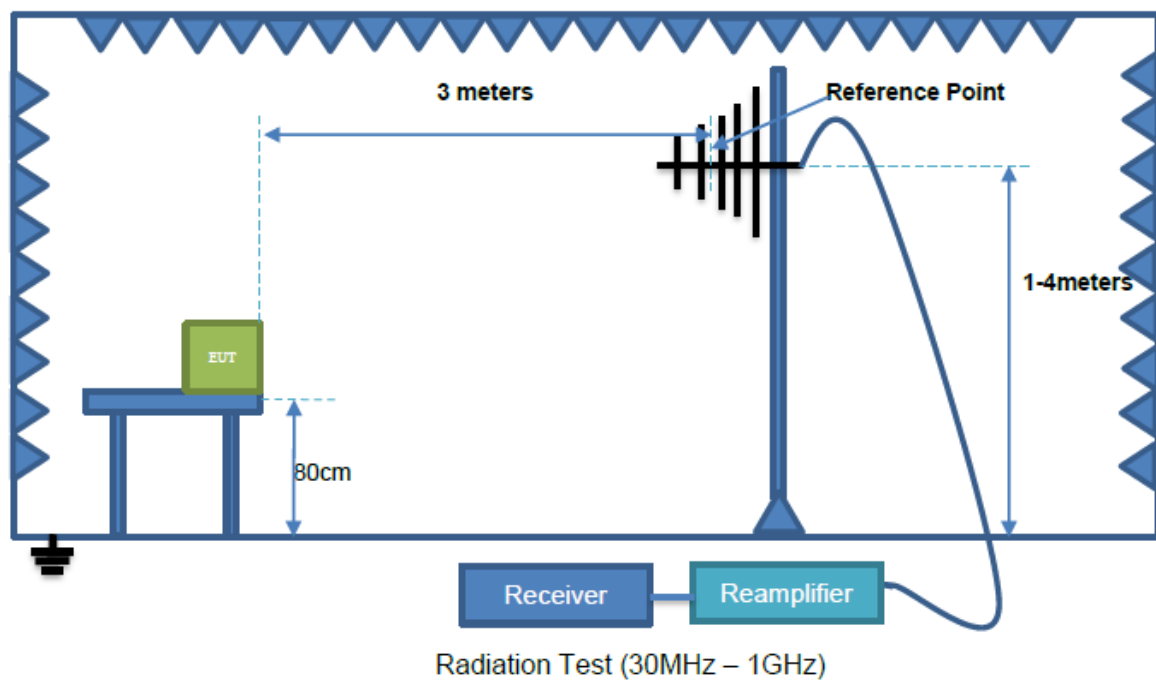 3 meters
Reference Point
1-4meters
EUT
80cm
Receiver
Reamplifier
Radiation Test (30MHz – 1GHz)